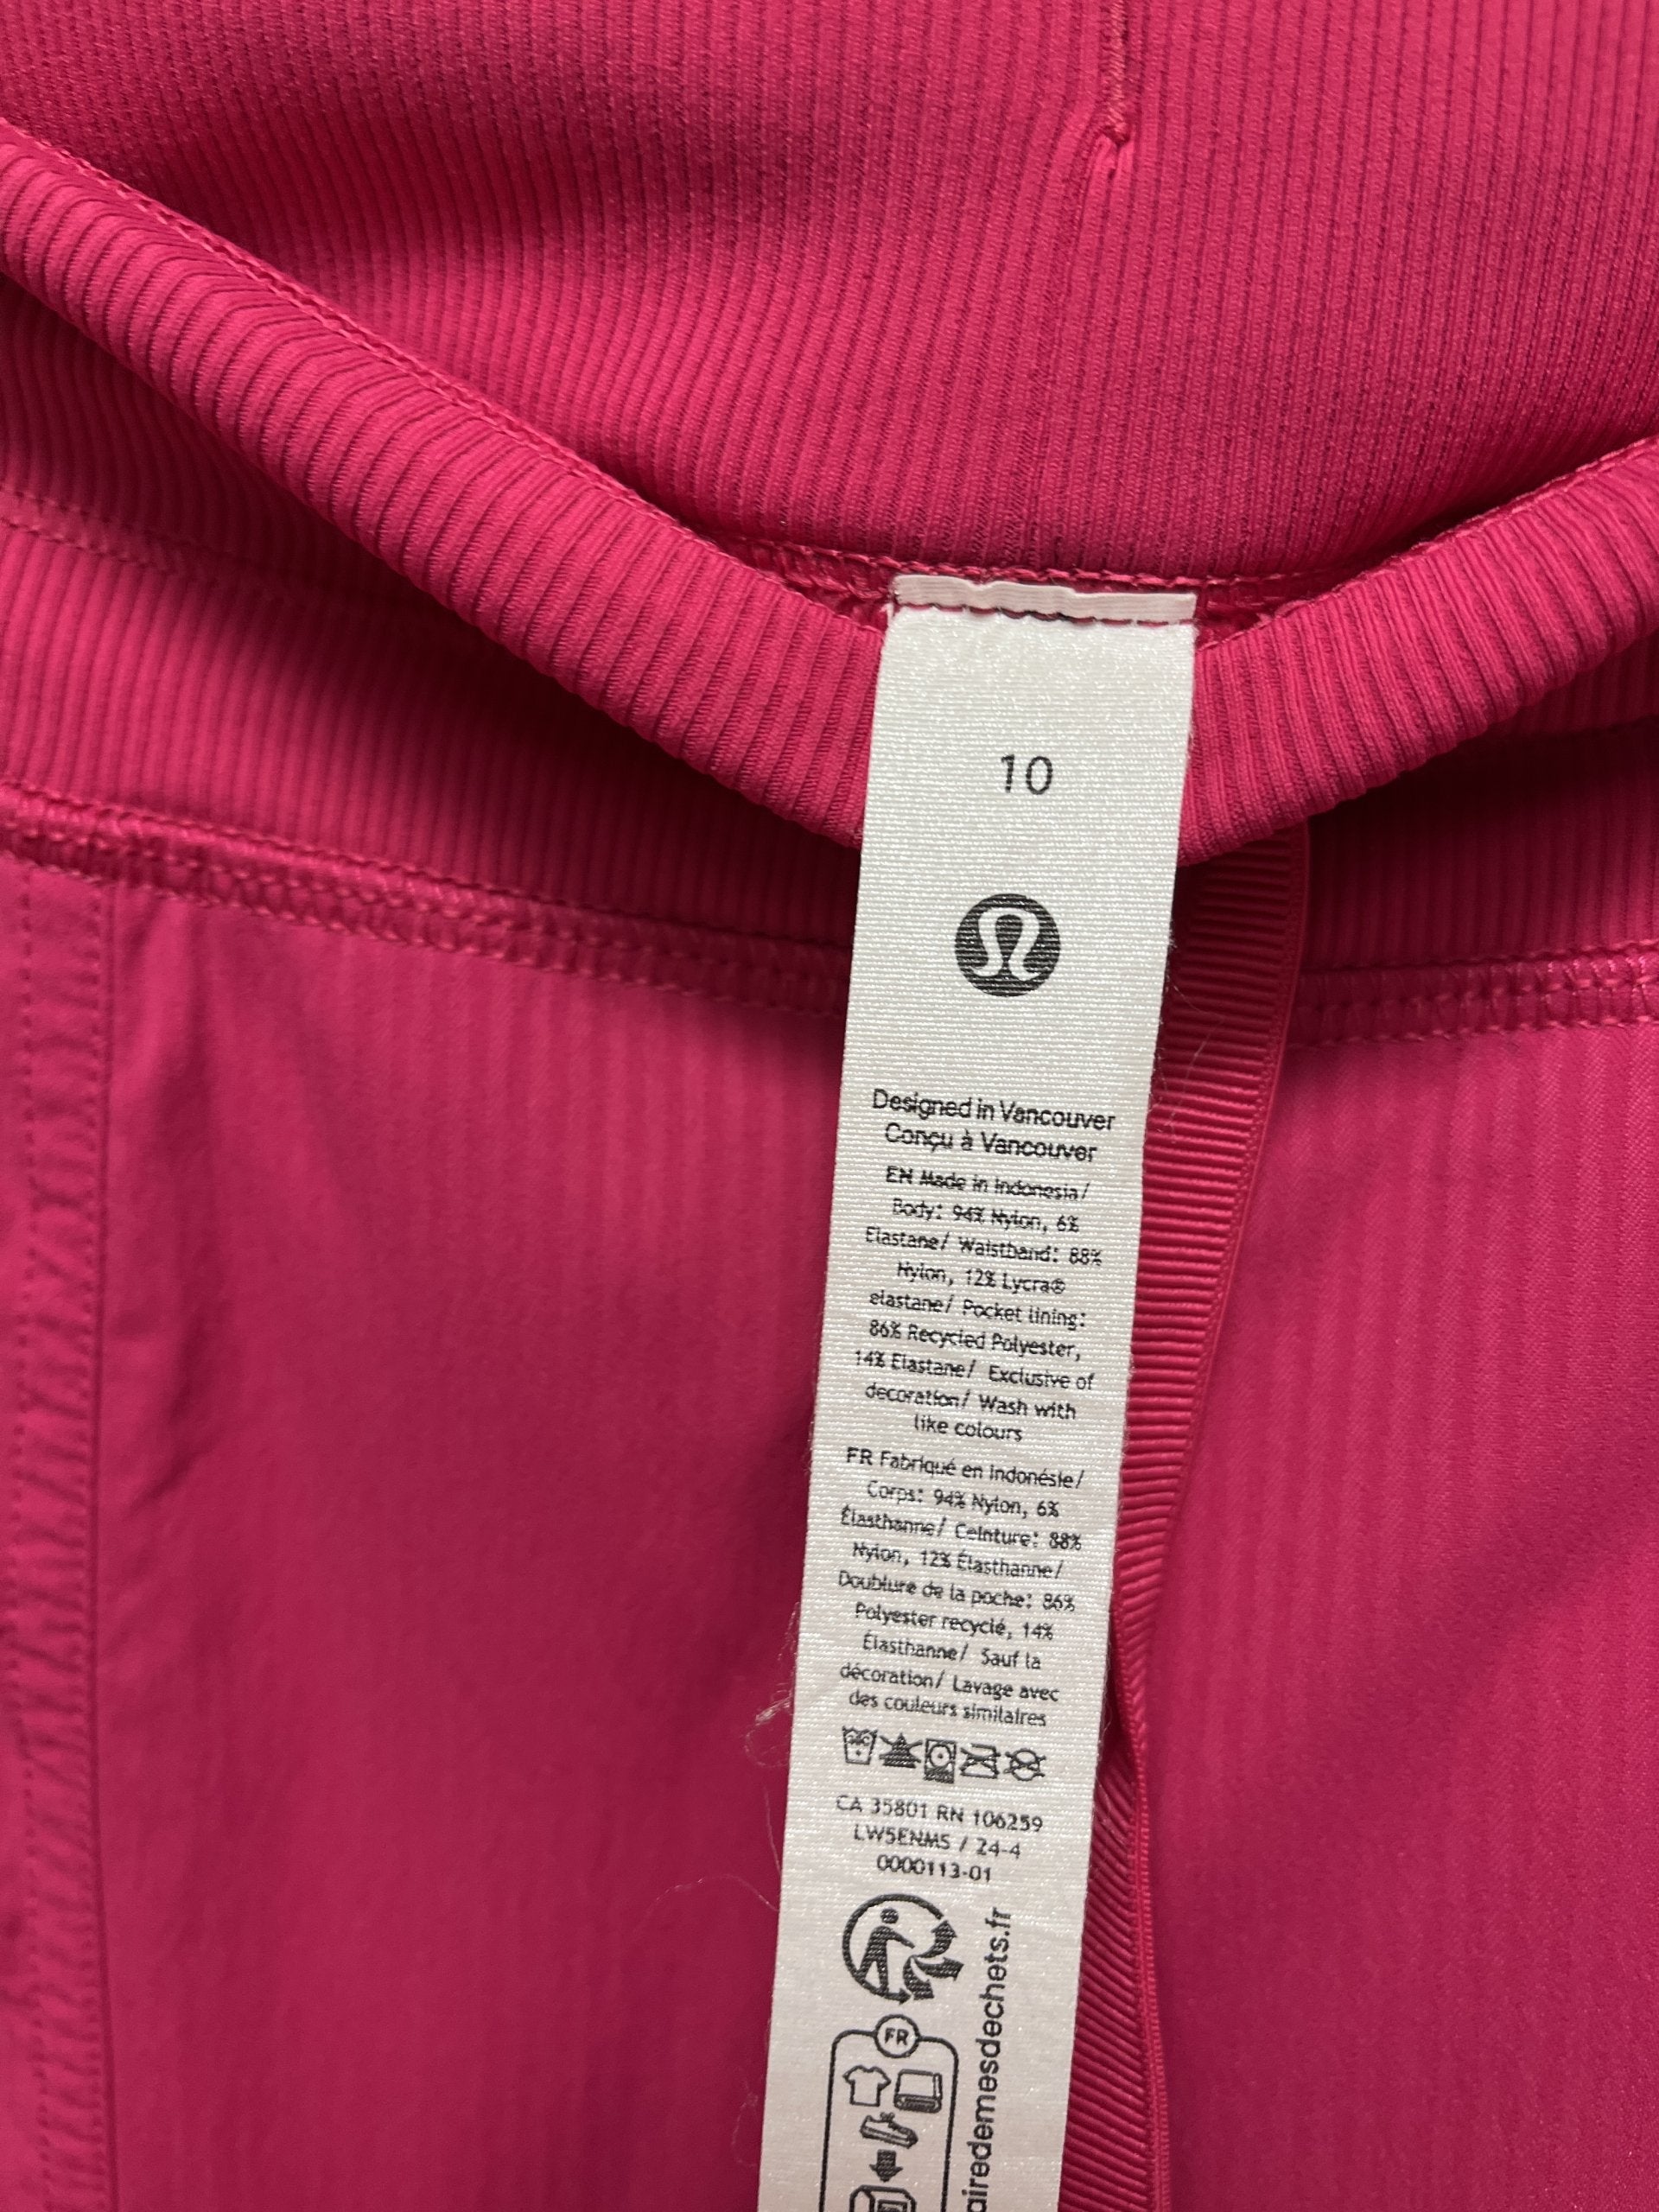 10
Designed in Vancouver
Conçu à Vancouver
EN Made in Indonesia/
Body: 94% Nylon, 6%
Elastane/ Waistband: 88%
Nylon, 12% Lycra®
elastane/ Pocket lining:
86% Recycled Polyester,
14% Elastane/ Exclusive of
decoration/ Wash with
like colours
FR Fabriqué en Indonésie/
Corps: 94% Nylon, 6%
Élasthanne/ Ceinture: 88%
Nylon, 12% Élasthanne/
Doublure de la poche: 86%
Polyester recyclé, 14%
Élasthanne/ Sauf la
décoration/ Lavage avec
des couleurs similaires
CA 35801 RN 106259
LW5ENMS / 24-4
0000113-01
FR
airedemesdechets.fr